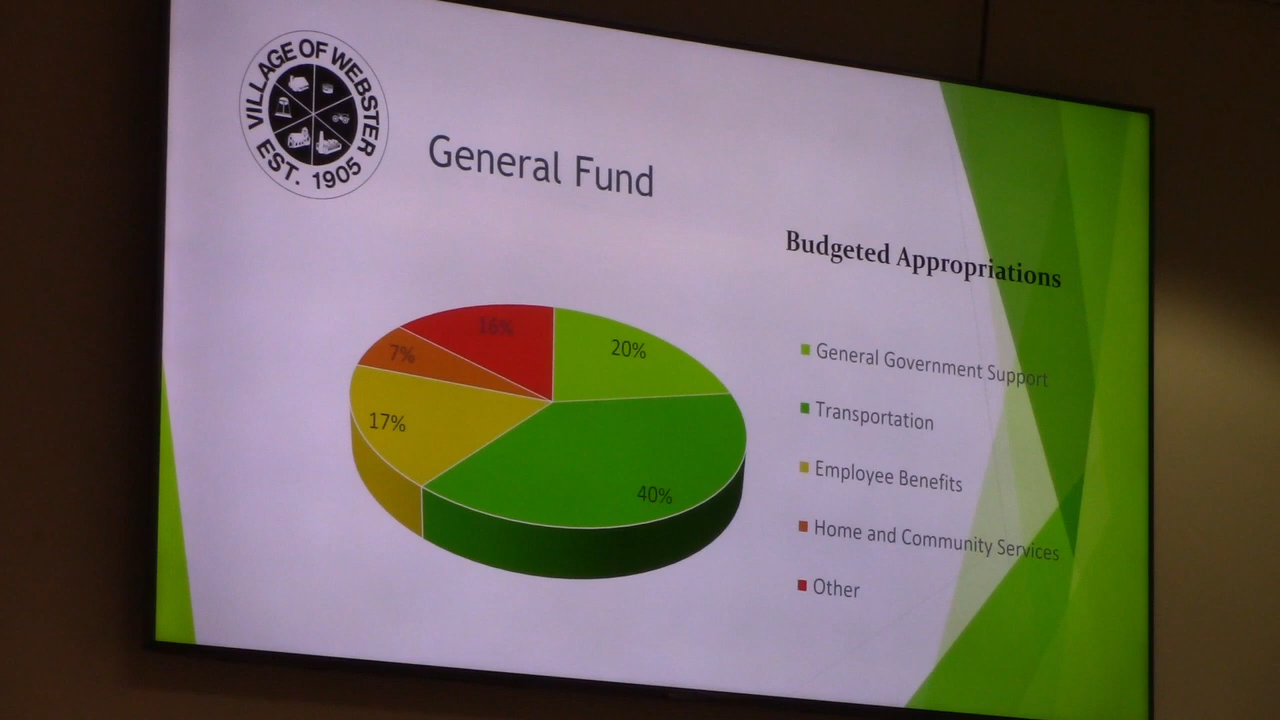 VILLAGE OF WEBSTER
EST. 1905
General Fund
Budgeted Appropriations
16%
20%
7%
17%
40%
General Government Support
Transportation
Employee Benefits
Home and Community Services
Other